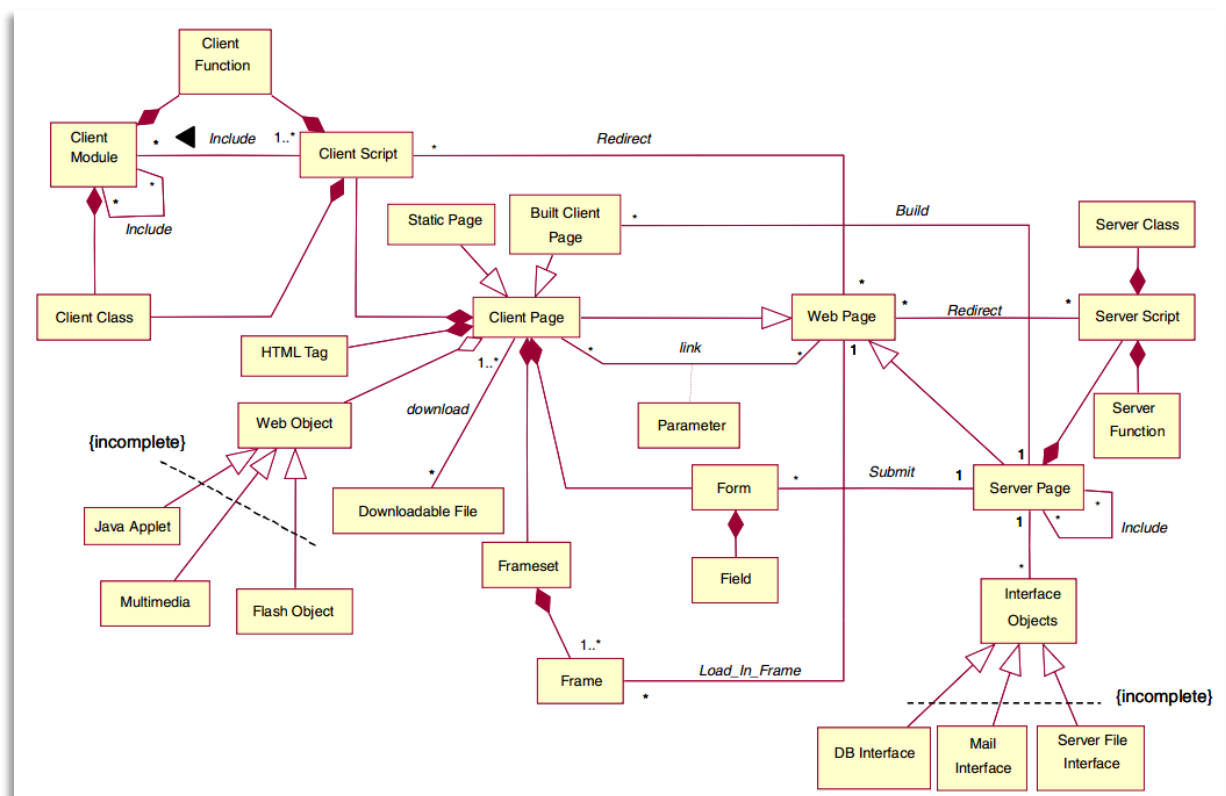 Client
Function
Client
Module
*
Include
1..*
Client Script
*
Redirect
*
*
Include
Static Page
Built Client
Page
*
Build
Server Class
Client Class
Client Page
*
Web Page
*
Redirect
*
Server Script
HTML Tag
1..*
*
link
*
1
download
Web Object
Parameter
Server
Function
{incomplete}
*
Downloadable File
Form
*
Submit
1
1
Server Page
*
*
Include
1
Java Applet
Frameset
Field
*
Multimedia
Flash Object
Interface
Objects
1..*
Frame
*
Load_In_Frame
{incomplete}
DB Interface
Mail
Interface
Server File
Interface